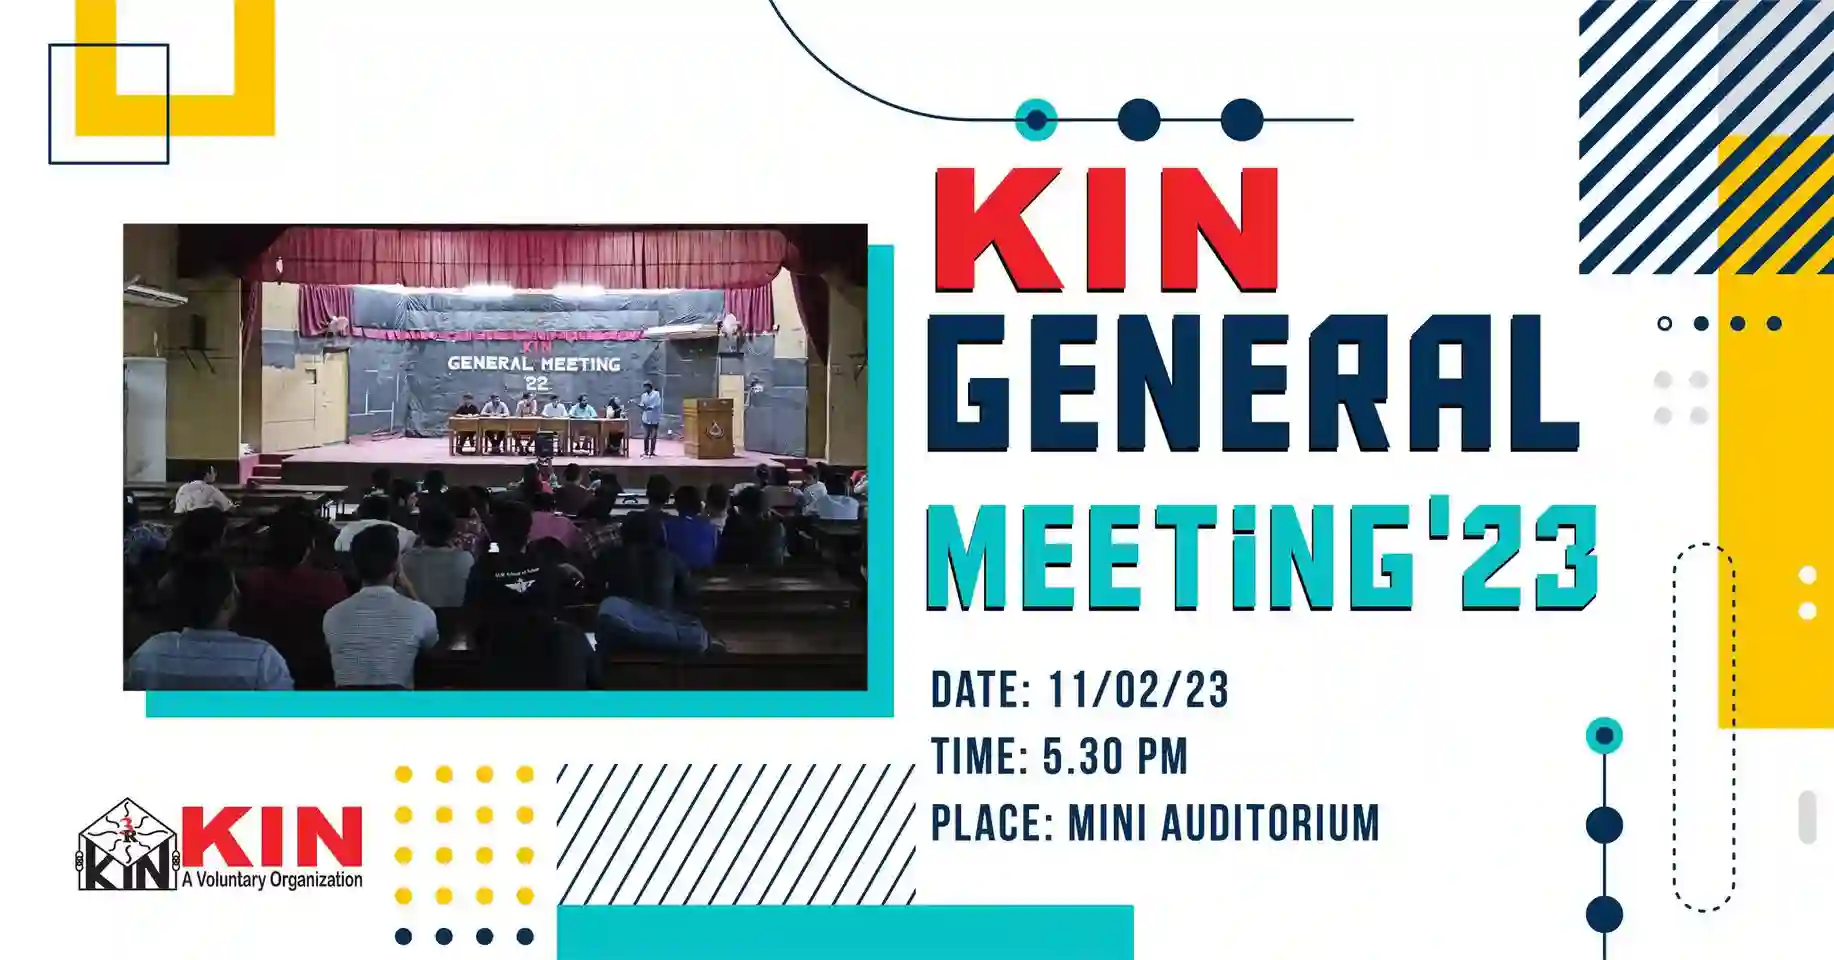 KIN
GENERAL
MEETiNG'23
KIN
GENERAL MEETING
'22
DATE: 11/02/23
TIME: 5.30 PM
PLACE: MINI AUDITORIUM
3
R
KIN
KIN
A Voluntary Organization